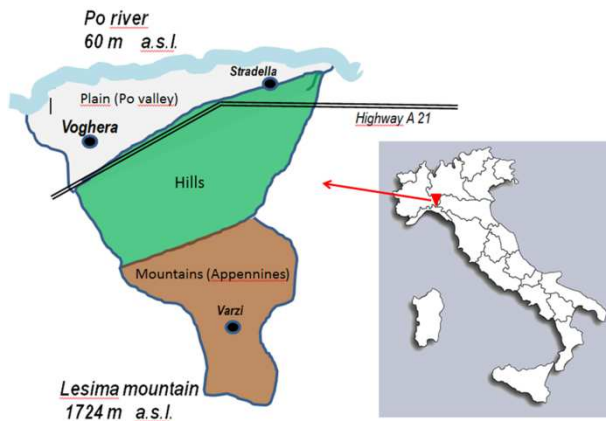 Po river
60 m a.s.l.
Stradella
Plain (Po valley)
Voghera
Highway A 21
Hills
Mountains (Appennines)
Varzi
Lesima mountain
1724 m a.s.l.